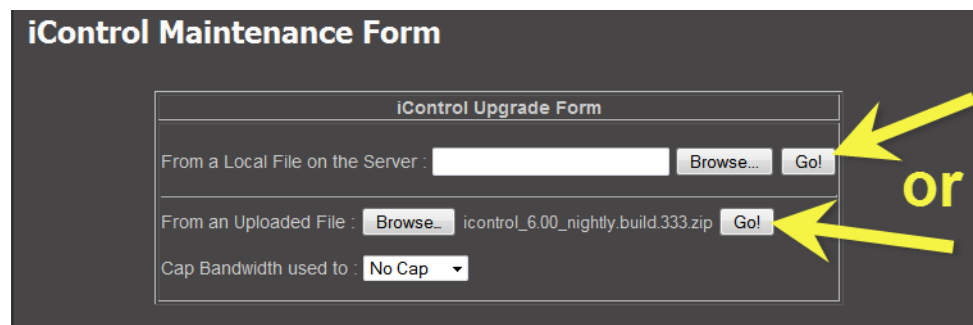 iControl Maintenance Form
iControl Upgrade Form
From a Local File on the Server : Browse... Go!
or
From an Uploaded File : Browse... icontrol_6.00_nightly.build.333.zip Go!
Cap Bandwidth used to : No Cap